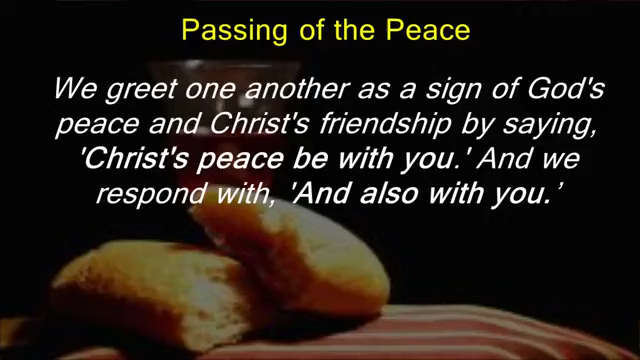 Passing of the Peace
We greet one another as a sign of God's
peace and Christ's friendship by saying,
'Christ's peace be with you.' And we
respond with, 'And also with you.’